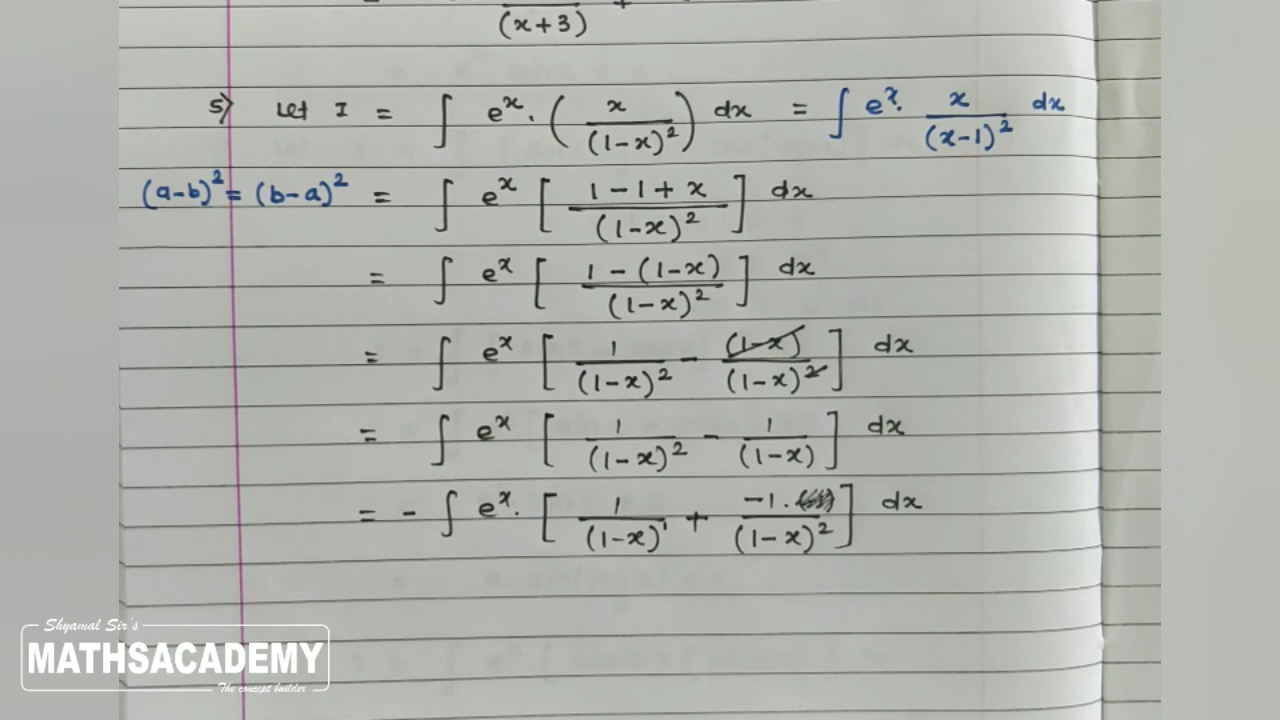 (x+3) +
5) Let I = ∫ e^x · ( x / (1-x)^2 ) dx = ∫ e^x · x / (x-1)^2 dx
(a-b)^2 = (b-a)^2 = ∫ e^x [ 1-1+x / (1-x)^2 ] dx
= ∫ e^x [ 1-(1-x) / (1-x)^2 ] dx
= ∫ e^x [ 1 / (1-x)^2 - (1-x) / (1-x)^2 ] dx
= ∫ e^x [ 1 / (1-x)^2 - 1 / (1-x) ] dx
= - ∫ e^x · [ 1 / (1-x)^1 + -1. / (1-x)^2 ] dx
Shyamal Sir's
MATHSACADEMY
The concept builder